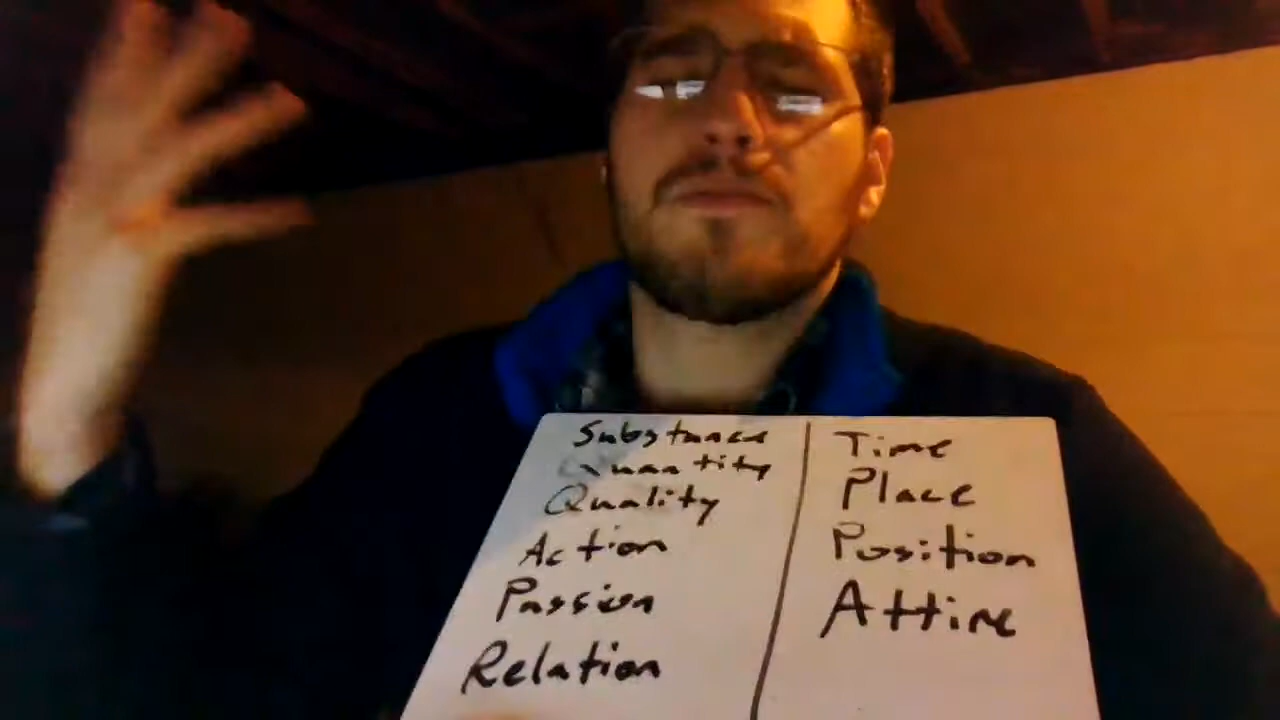 Substance
Quantity
Quality
Action
Passion
Relation
Time
Place
Position
Attire